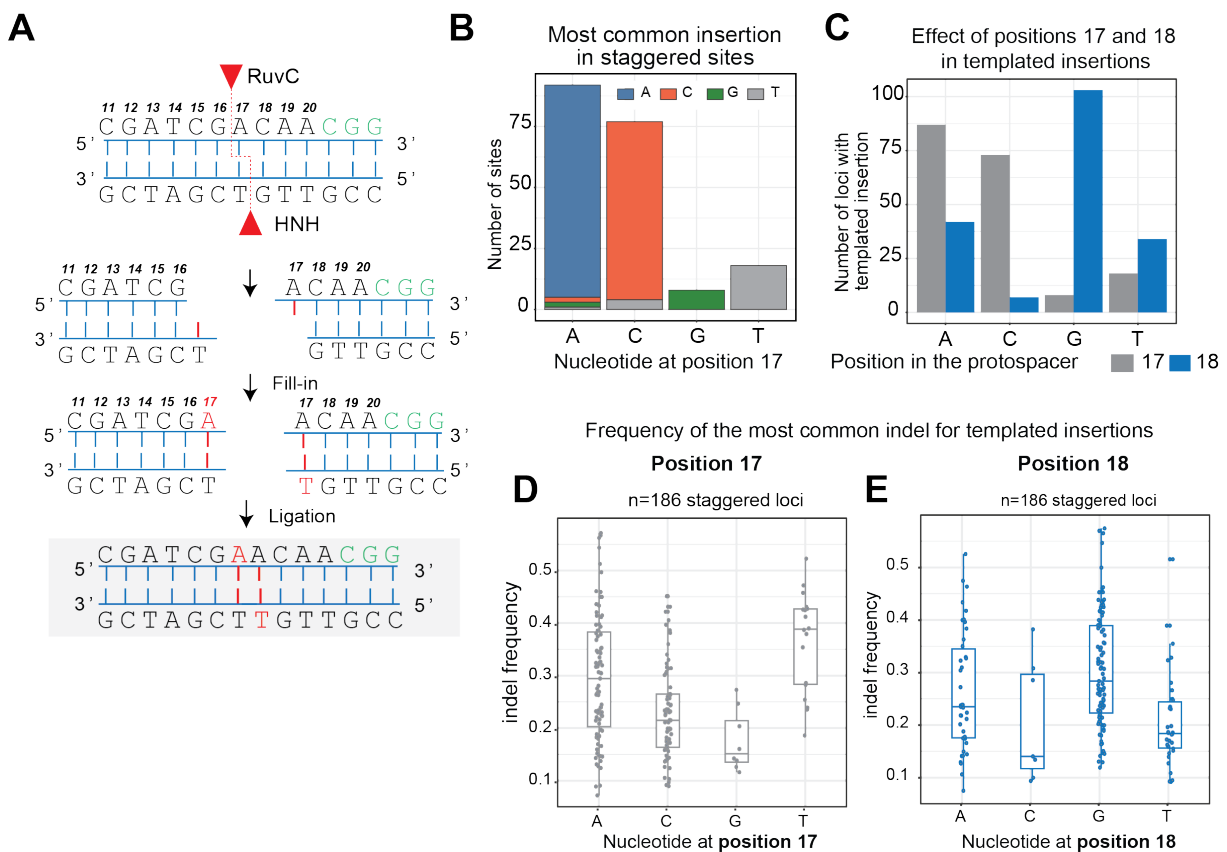 A
RuvC
11 12 13 14 15 16 17 18 19 20
CGATCGACAACGG
5' 3'
3' 5'
GCTAGCTGTTGCC
HNH
11 12 13 14 15 16 17 18 19 20
CGATCG ACAACGG
5' 3'
3' 5'
GCTAGCT GTTGCC
Fill-in
11 12 13 14 15 16 17 17 18 19 20
CGATCGA ACAACGG
5' 3'
3' 5'
GCTAGCT TGTTGCC
Ligation
CGATCGAACAACGG
5' 3'
3' 5'
GCTAGCTTGTTGCC
B
Most common insertion
in staggered sites
A C G T
Number of sites
75
50
25
0
A C G T
Nucleotide at position 17
C
Effect of positions 17 and 18
in templated insertions
Number of loci with
templated insertion
100
75
50
25
0
A C G T
Position in the protospacer 17 18
Frequency of the most common indel for templated insertions
D
Position 17
n=186 staggered loci
indel frequency
0.5
0.4
0.3
0.2
0.1
A C G T
Nucleotide at position 17
E
Position 18
n=186 staggered loci
indel frequency
0.5
0.4
0.3
0.2
0.1
A C G T
Nucleotide at position 18